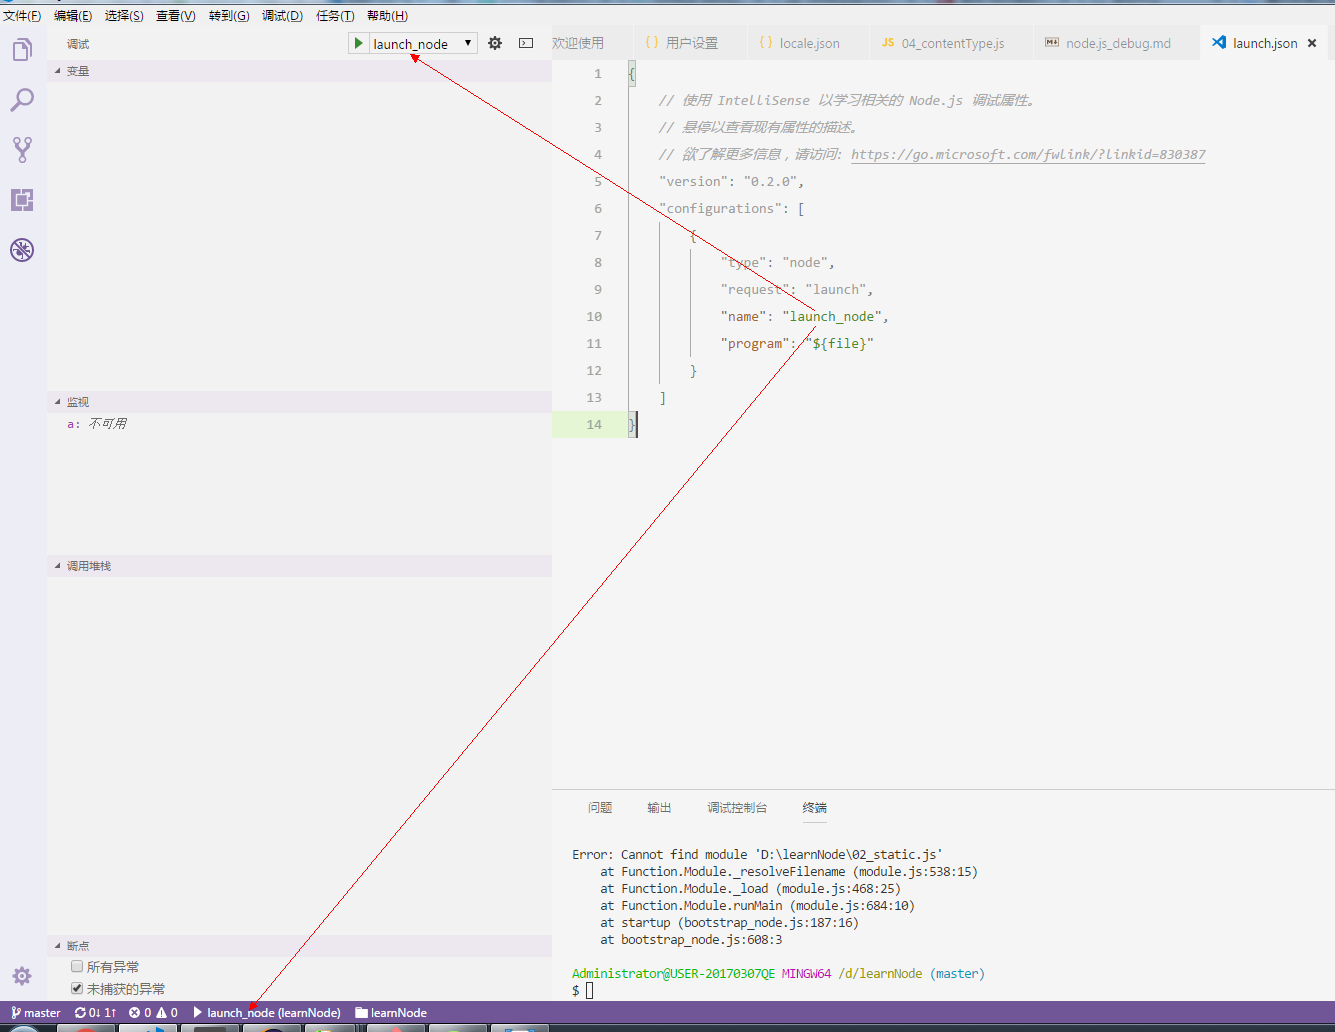 文件(F) 编辑(E) 选择(S) 查看(V) 转到(G) 调试(D) 任务(T) 帮助(H)
调试 launch_node
欢迎使用 {} 用户设置 {} locale.json JS 04_contentType.js M↓ node.js_debug.md launch.json
变量
监视
a: 不可用
调用堆栈
断点
所有异常
未捕获的异常
1 {
2 // 使用 IntelliSense 以学习相关的 Node.js 调试属性。
3 // 悬停以查看现有属性的描述。
4 // 欲了解更多信息，请访问: https://go.microsoft.com/fwlink/?linkid=830387
5 "version": "0.2.0",
6 "configurations": [
7 {
8 "type": "node",
9 "request": "launch",
10 "name": "launch_node",
11 "program": "${file}"
12 }
13 ]
14 }
问题 输出 调试控制台 终端
Error: Cannot find module 'D:\learnNode\02_static.js'
at Function.Module._resolveFilename (module.js:538:15)
at Function.Module._load (module.js:468:25)
at Function.Module.runMain (module.js:684:10)
at startup (bootstrap_node.js:187:16)
at bootstrap_node.js:608:3
Administrator@USER-20170307QE MINGW64 /d/learnNode (master)
$
master 0↓ 1↑ 0 0 launch_node (learnNode) learnNode